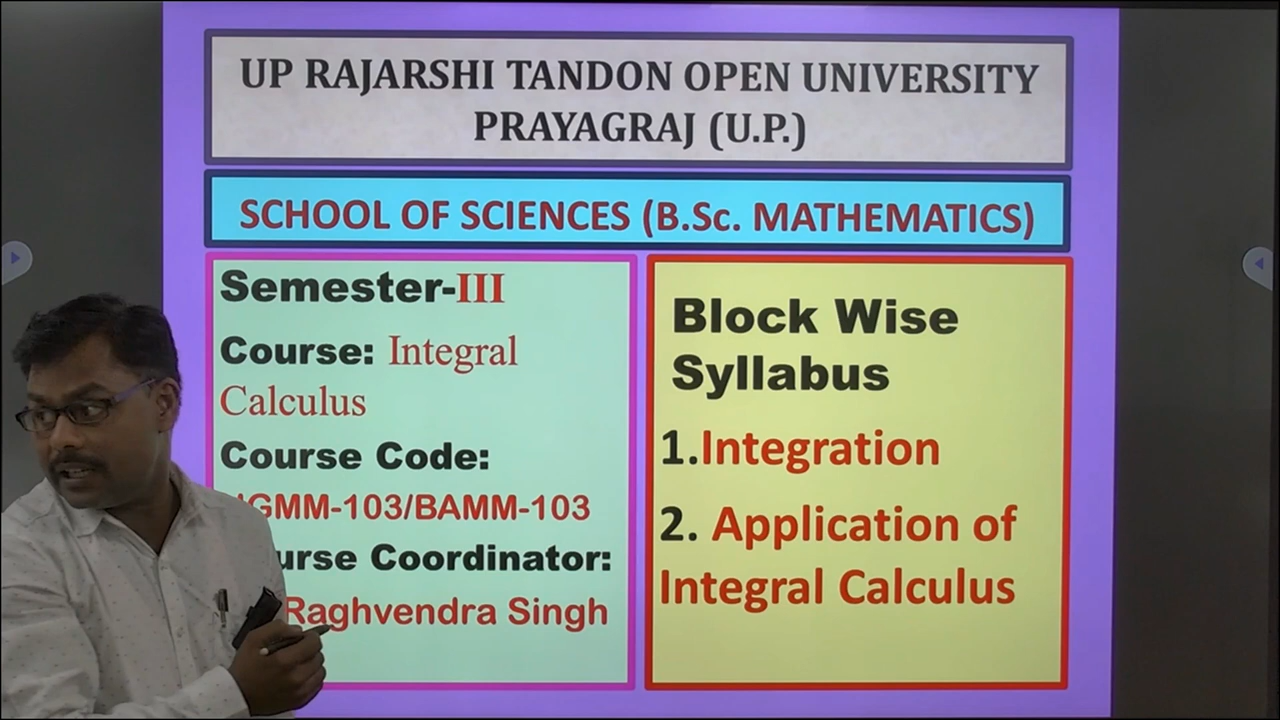 UP RAJARSHI TANDON OPEN UNIVERSITY
PRAYAGRAJ (U.P.)
SCHOOL OF SCIENCES (B.Sc. MATHEMATICS)
Semester-III
Course: Integral
Calculus
Course Code:
GMM-103/BAMM-103
urse Coordinator:
Raghvendra Singh
Block Wise
Syllabus
1.Integration
2. Application of
Integral Calculus